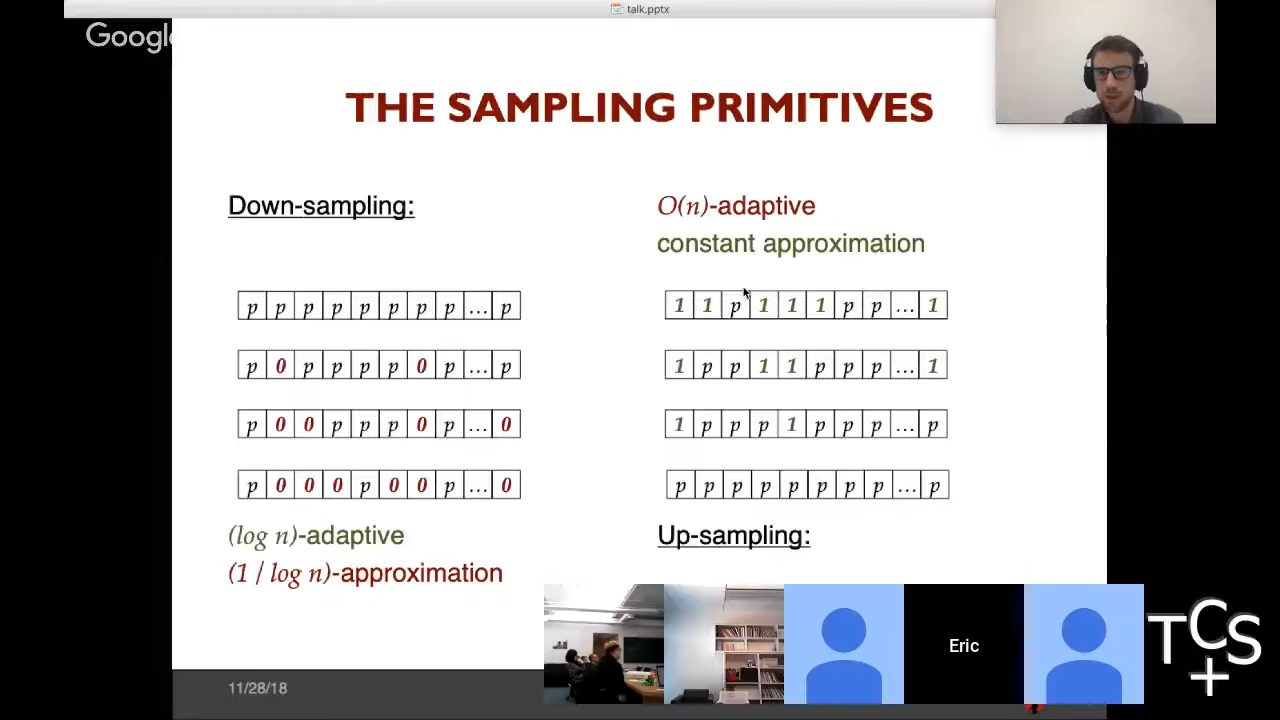 talk.pptx
Google
THE SAMPLING PRIMITIVES
Down-sampling:
p p p p p p p p ... p
p 0 p p p p 0 p ... p
p 0 0 p p p 0 p ... 0
p 0 0 0 p 0 0 p ... 0
(log n)-adaptive
(1 / log n)-approximation
O(n)-adaptive
constant approximation
1 1 p 1 1 1 p p ... 1
1 p p 1 1 p p p ... 1
1 p p p 1 p p p ... p
p p p p p p p p ... p
Up-sampling:
11/28/18
Eric
TCS
+